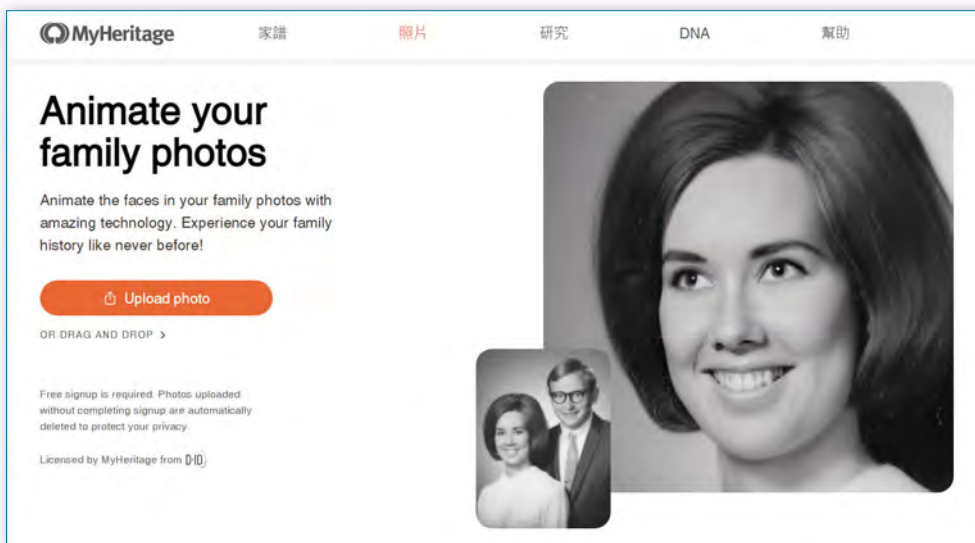 MyHeritage 家譜 照片 研究 DNA 幫助
Animate your
family photos
Animate the faces in your family photos with
amazing technology. Experience your family
history like never before!
Upload photo
OR DRAG AND DROP >
Free signup is required. Photos uploaded
without completing signup are automatically
deleted to protect your privacy.
Licensed by MyHeritage from D-ID